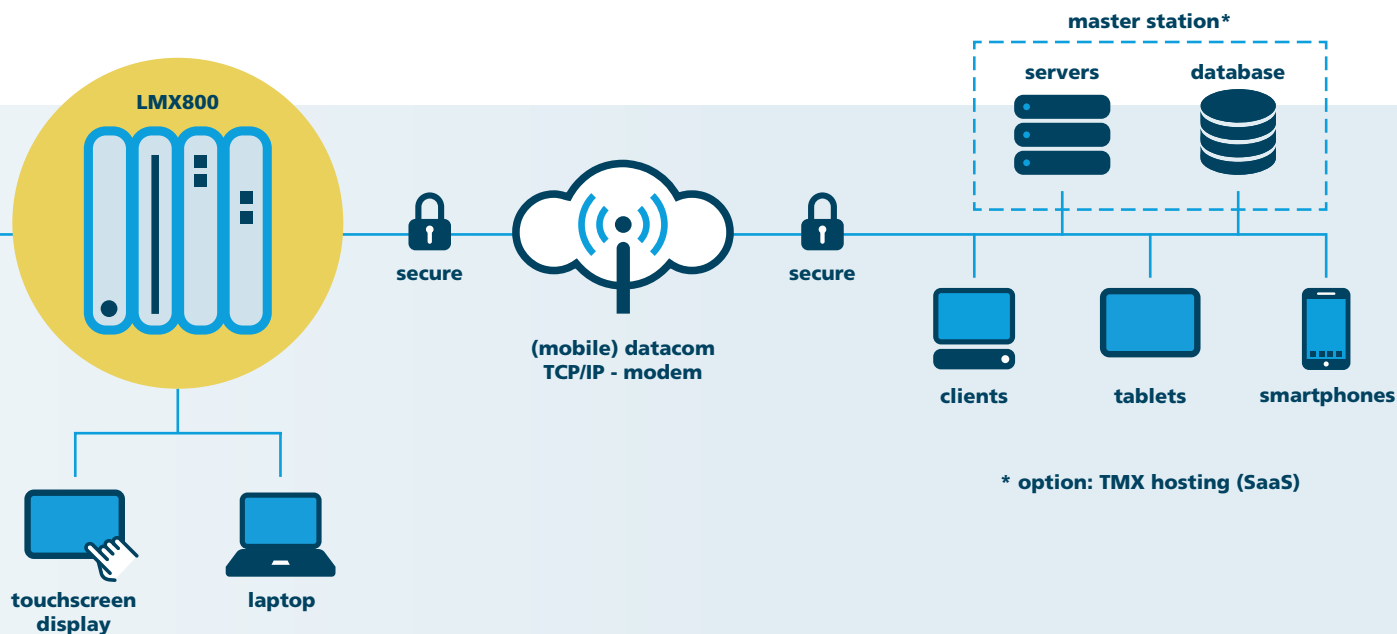 master station*
servers
database
LMX800
secure
secure
(mobile) datacom
TCP/IP - modem
clients
tablets
smartphones
* option: TMX hosting (SaaS)
touchscreen
display
laptop